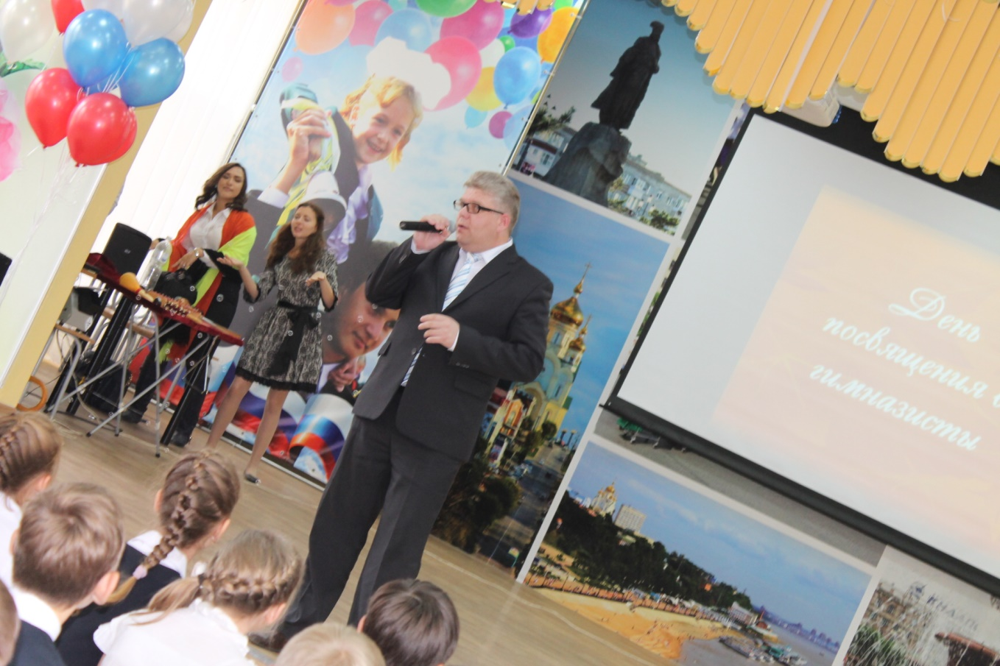 День
посвящения в
гимназисты